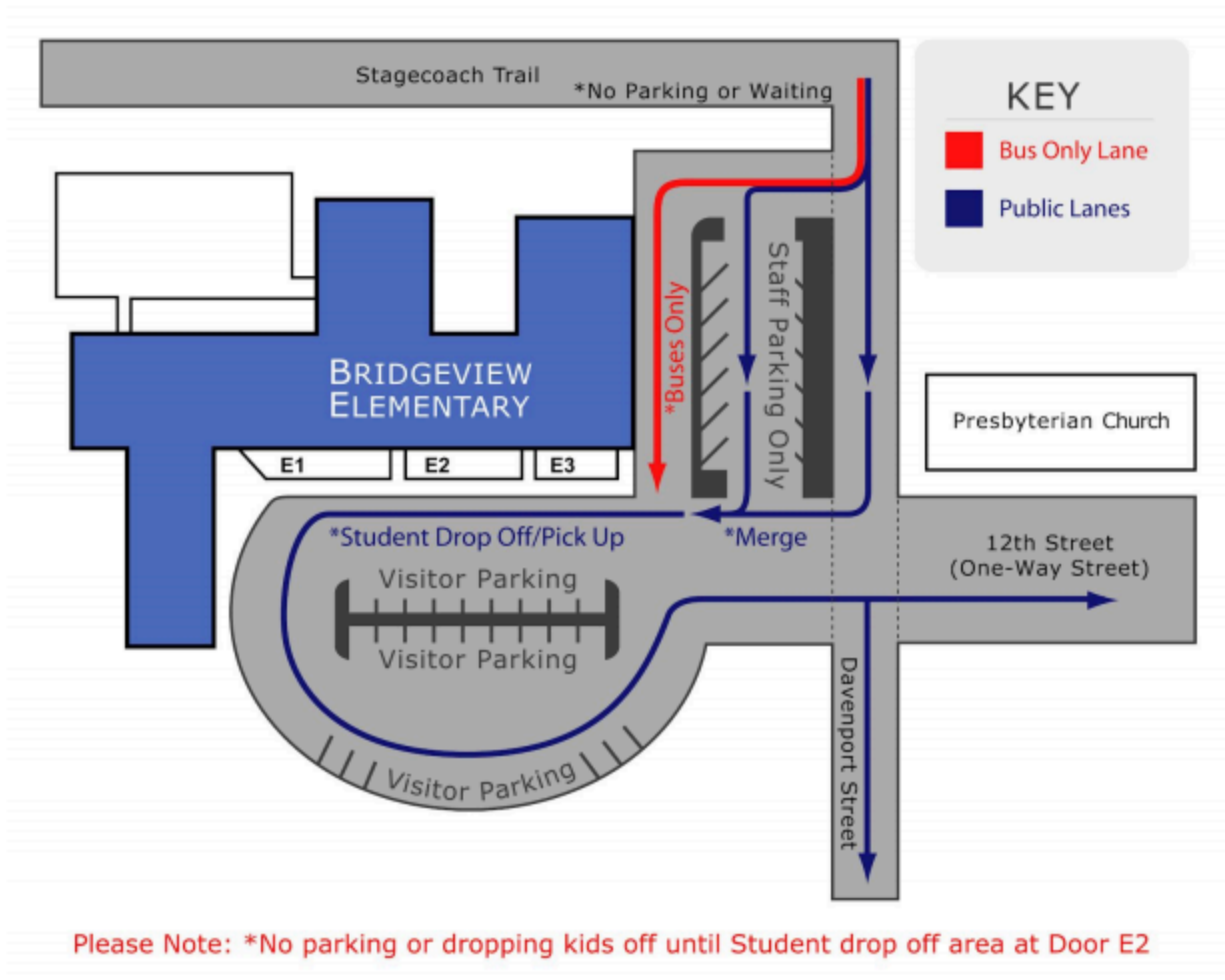 Stagecoach Trail
*No Parking or Waiting
KEY
Bus Only Lane
Public Lanes
*Buses Only
Staff Parking Only
BRIDGEVIEW
ELEMENTARY
Presbyterian Church
E1
E2
E3
*Student Drop Off/Pick Up
*Merge
12th Street
(One-Way Street)
Visitor Parking
Visitor Parking
Visitor Parking
Davenport Street
Please Note: *No parking or dropping kids off until Student drop off area at Door E2